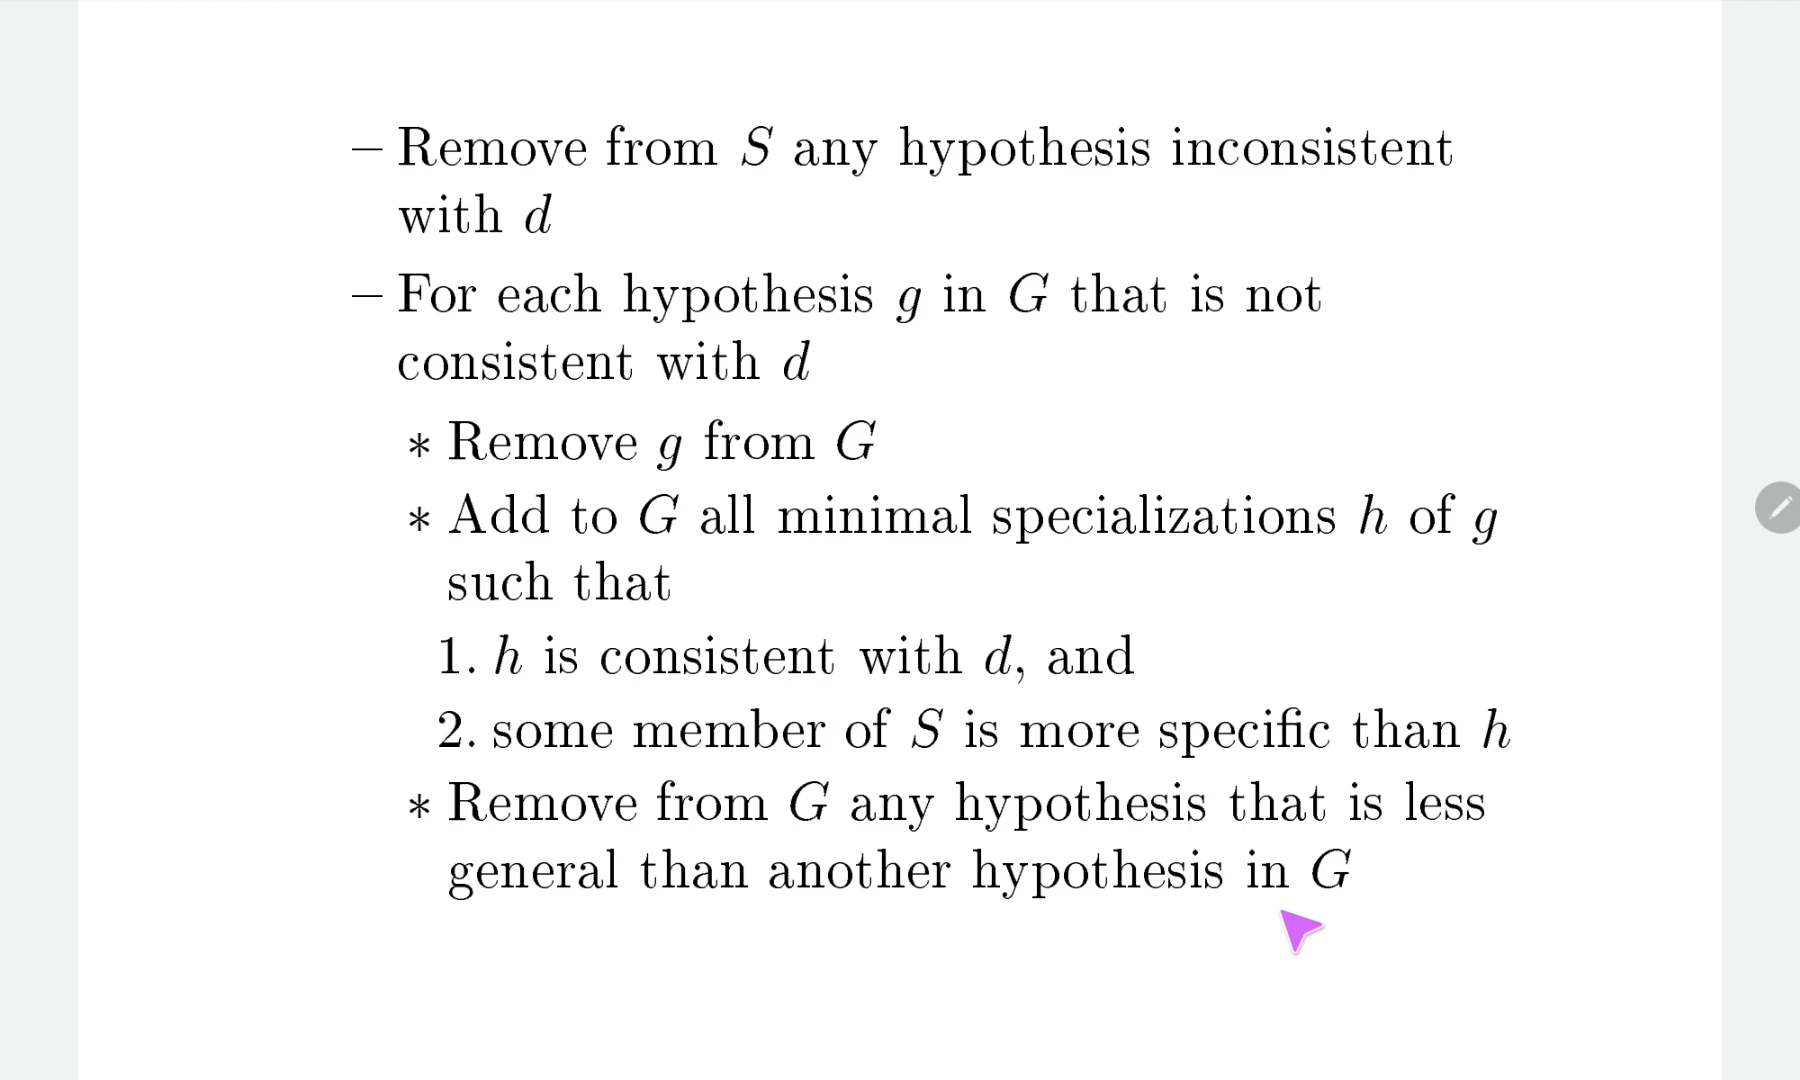 – Remove from S any hypothesis inconsistent
with d
– For each hypothesis g in G that is not
consistent with d
* Remove g from G
* Add to G all minimal specializations h of g
such that
1. h is consistent with d, and
2. some member of S is more specific than h
* Remove from G any hypothesis that is less
general than another hypothesis in G